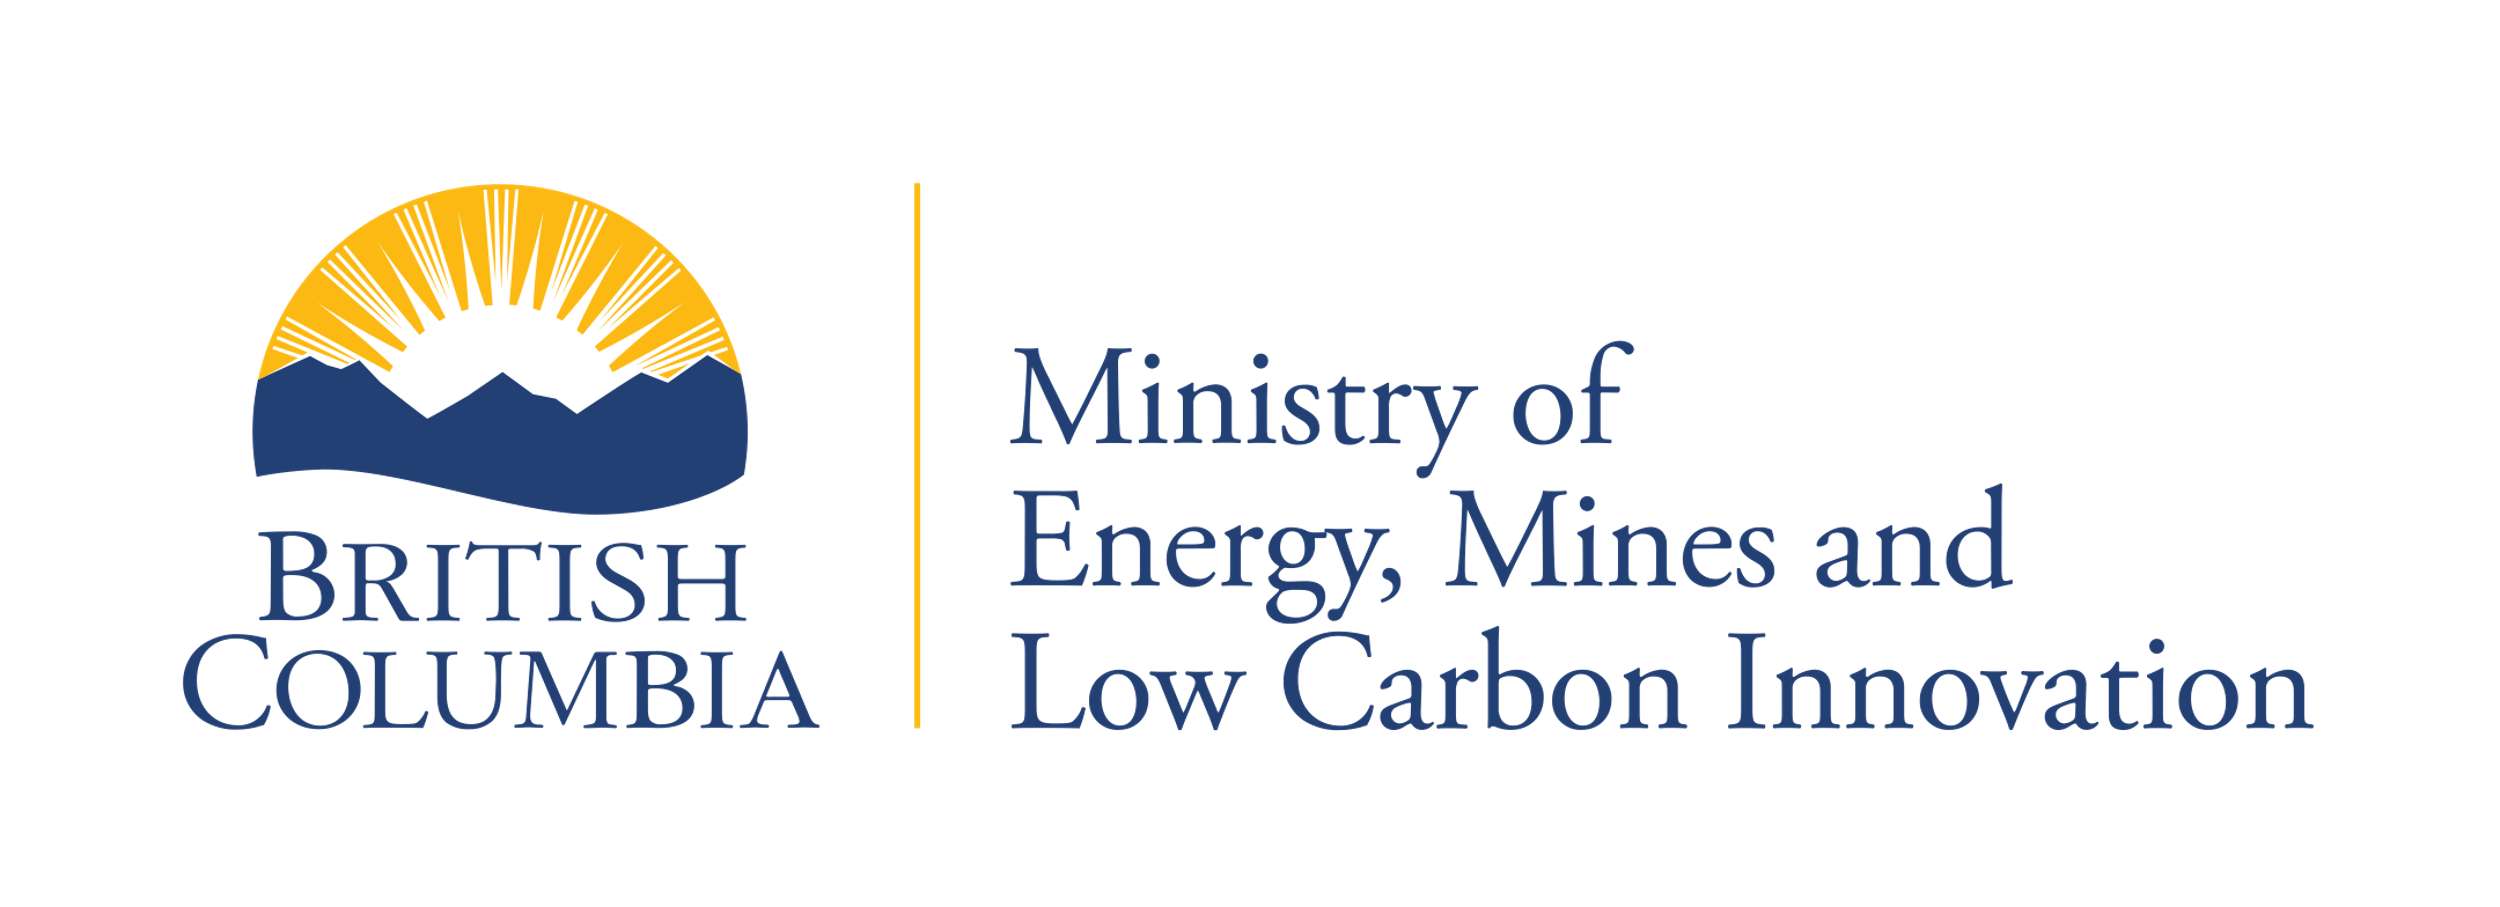 BRITISH
COLUMBIA
Ministry of
Energy, Mines and
Low Carbon Innovation